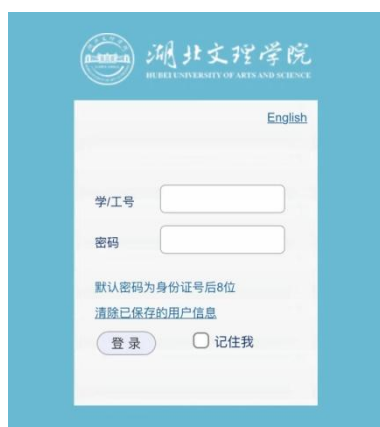 湖北文理学院
HUBEI UNIVERSITY OF ARTS AND SCIENCE
English
学/工号
密码
默认密码为身份证号后8位
清除已保存的用户信息
登 录 记住我